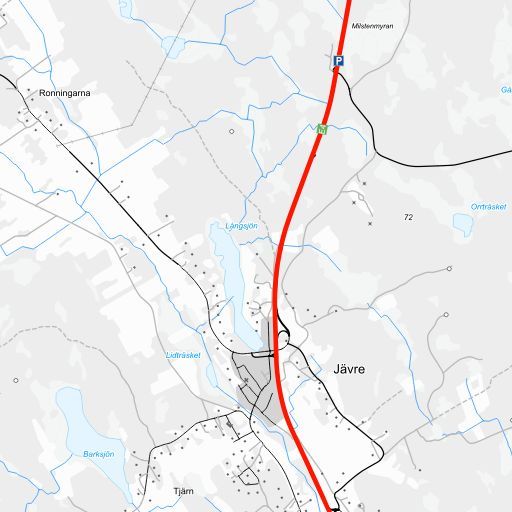 Milstenmyran
P
Ronningarna
Orrträsket
72
Långsjön
Lidträsket
Jävre
Barksjön
Tjärn